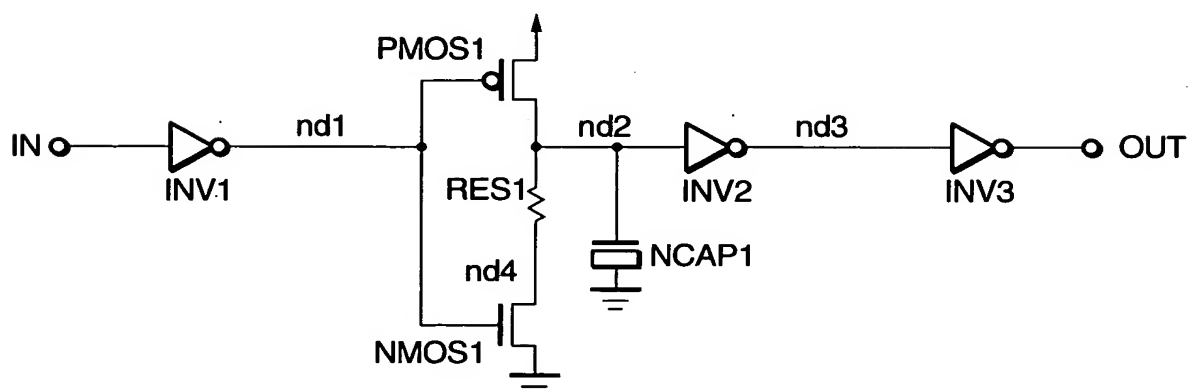 PMOS1
IN
nd1
nd2
nd3
OUT
INV1
RES1
INV2
INV3
nd4
NCAP1
NMOS1